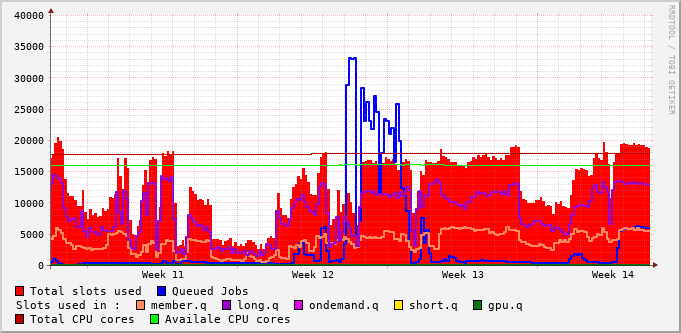 40000
35000
30000
25000
20000
15000
10000
5000
0
Week 11 Week 12 Week 13 Week 14
Total slots used Queued Jobs
Slots used in : member.q long.q ondemand.q short.q gpu.q
Total CPU cores Availale CPU cores
RRDTOOL / TOBI OETIKER